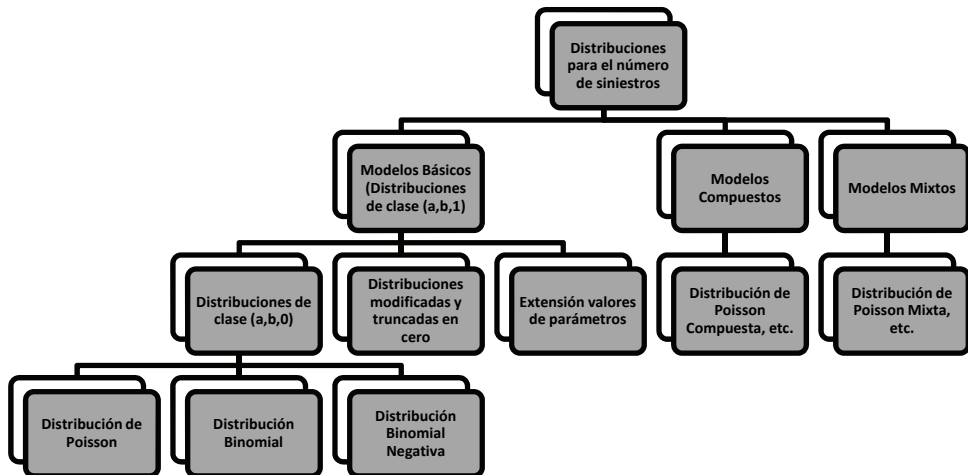 Distribuciones
para el número
de siniestros
Modelos Básicos
(Distribuciones
de clase (a,b,1)
Modelos
Compuestos
Modelos Mixtos
Distribuciones de
clase (a,b,0)
Distribuciones
modificadas y
truncadas en
cero
Extensión valores
de parámetros
Distribución de
Poisson
Compuesta, etc.
Distribución de
Poisson Mixta,
etc.
Distribución de
Poisson
Distribución
Binomial
Distribución
Binomial
Negativa